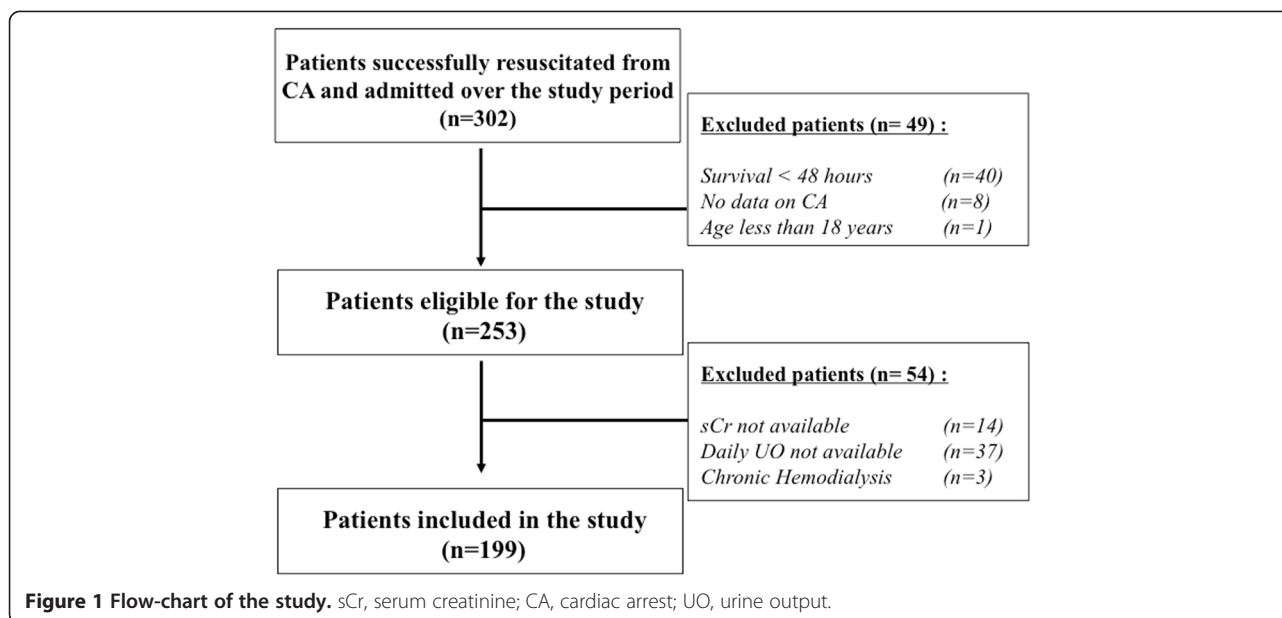 Patients successfully resuscitated from
CA and admitted over the study period
(n=302)
Excluded patients (n= 49) :
Survival < 48 hours (n=40)
No data on CA (n=8)
Age less than 18 years (n=1)
Patients eligible for the study
(n=253)
Excluded patients (n= 54) :
sCr not available (n=14)
Daily UO not available (n=37)
Chronic Hemodialysis (n=3)
Patients included in the study
(n=199)
Figure 1 Flow-chart of the study. sCr, serum creatinine; CA, cardiac arrest; UO, urine output.